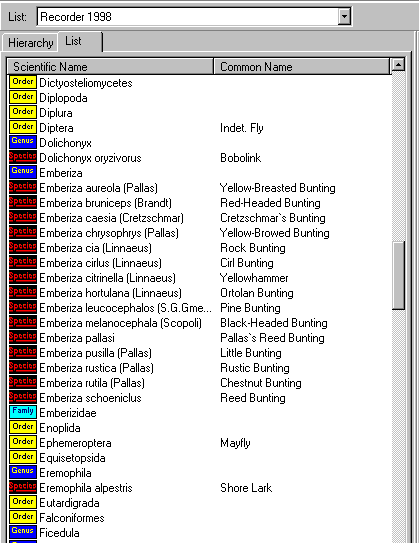 List: Recorder 1998
Hierarchy List
Scientific Name Common Name
Order Dictyosteliomycetes
Order Diplopoda
Order Diplura
Order Diptera Indet. Fly
Genus Dolichonyx
Species Dolichonyx oryzivorus Bobolink
Genus Emberiza
Species Emberiza aureola (Pallas) Yellow-Breasted Bunting
Species Emberiza bruniceps (Brandt) Red-Headed Bunting
Species Emberiza caesia (Cretzschmar) Cretzschmar`s Bunting
Species Emberiza chrysophrys (Pallas) Yellow-Browed Bunting
Species Emberiza cia (Linnaeus) Rock Bunting
Species Emberiza cirlus (Linnaeus) Cirl Bunting
Species Emberiza citrinella (Linnaeus) Yellowhammer
Species Emberiza hortulana (Linnaeus) Ortolan Bunting
Species Emberiza leucocephalos (S.G.Gme... Pine Bunting
Species Emberiza melanocephala (Scopoli) Black-Headed Bunting
Species Emberiza pallasi Pallas`s Reed Bunting
Species Emberiza pusilla (Pallas) Little Bunting
Species Emberiza rustica (Pallas) Rustic Bunting
Species Emberiza rutila (Pallas) Chestnut Bunting
Species Emberiza schoeniclus Reed Bunting
Family Emberizidae
Order Enoplida
Order Ephemeroptera Mayfly
Order Equisetopsida
Genus Eremophila
Species Eremophila alpestris Shore Lark
Order Eutardigrada
Order Falconiformes
Genus Ficedula